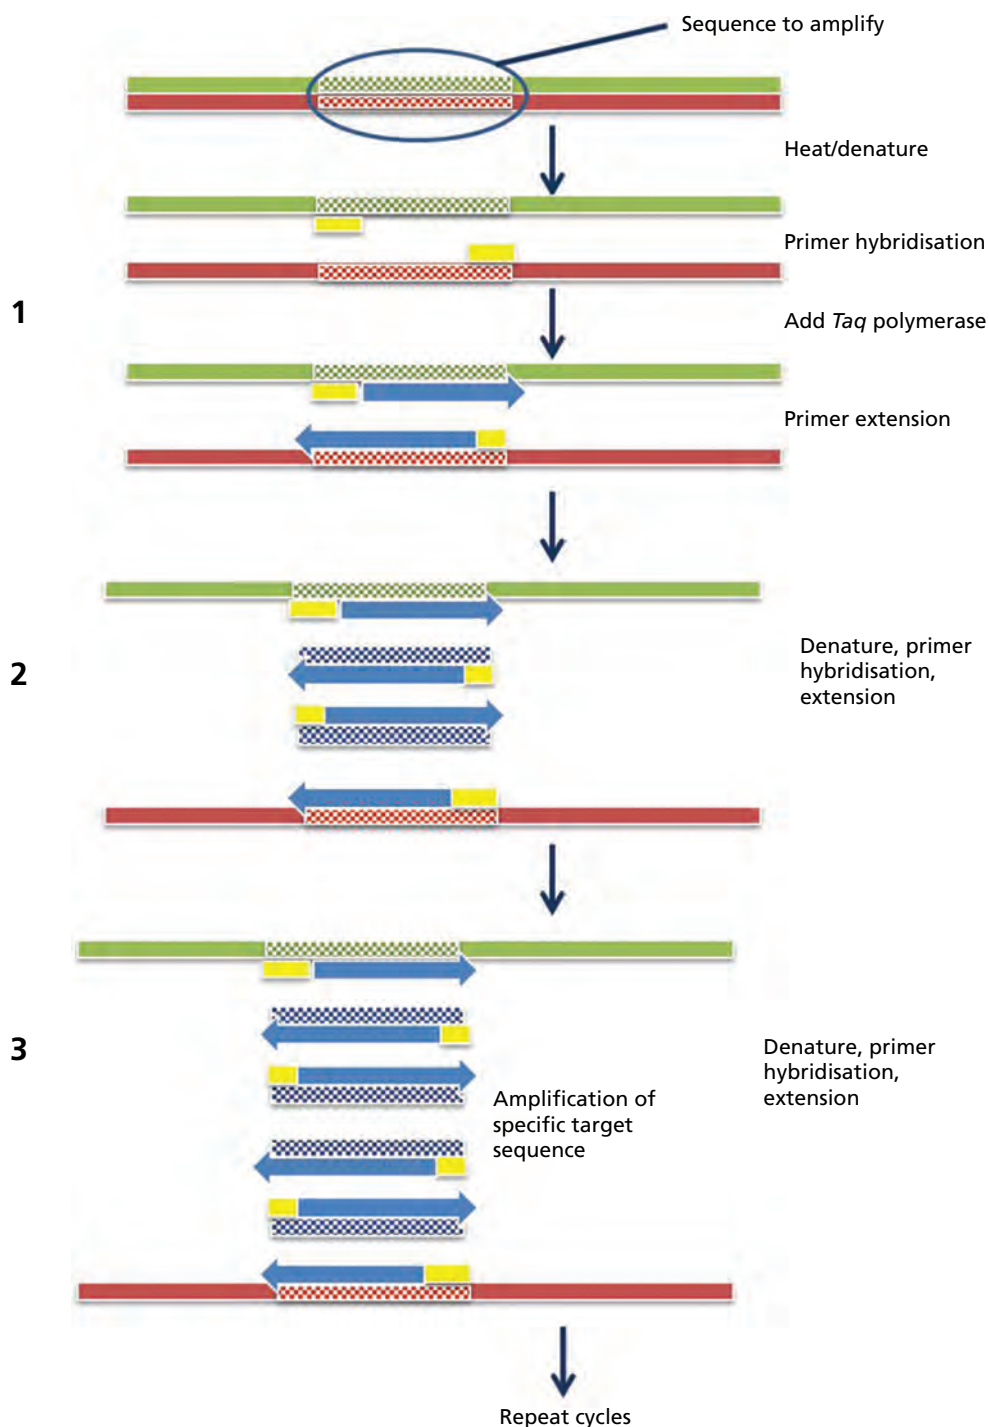 Sequence to amplify
Heat/denature
Primer hybridisation
1
Add Taq polymerase
Primer extension
2
Denature, primer
hybridisation,
extension
3
Denature, primer
hybridisation,
extension
Amplification of
specific target
sequence
Repeat cycles